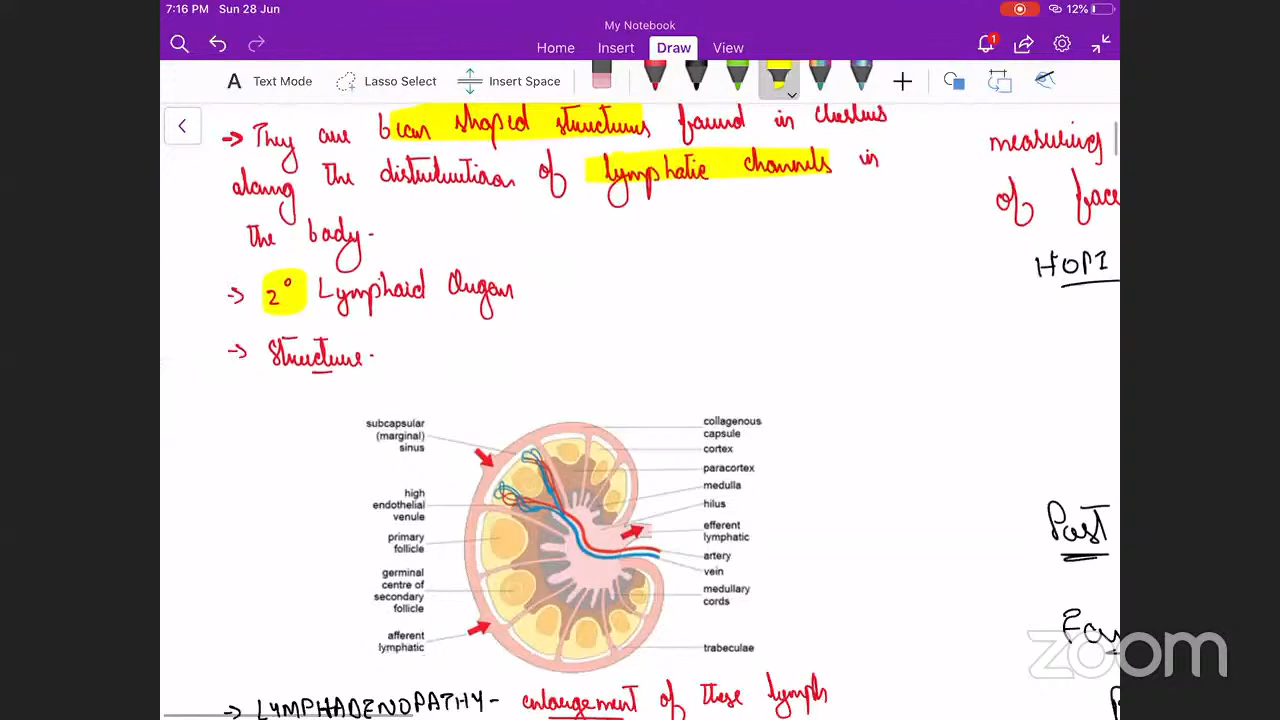 7:16 PM Sun 28 Jun
12%
My Notebook
Home Insert Draw View
1
A Text Mode Lasso Select Insert Space
→ They are bean shaped structures found in clusters
along the distribution of lymphatic channels in
the body.
→ 2° Lymphoid Organ
→ Structure.
subcapsular
(marginal)
sinus
high
endothelial
venule
primary
follicle
germinal
centre of
secondary
follicle
afferent
lymphatic
collagenous
capsule
cortex
paracortex
medulla
hilus
efferent
lymphatic
artery
vein
medullary
cords
trabeculae
→ LYMPHADENOPATHY- enlargement of these lymph
measuring
of face
HOPI
Past
zoom